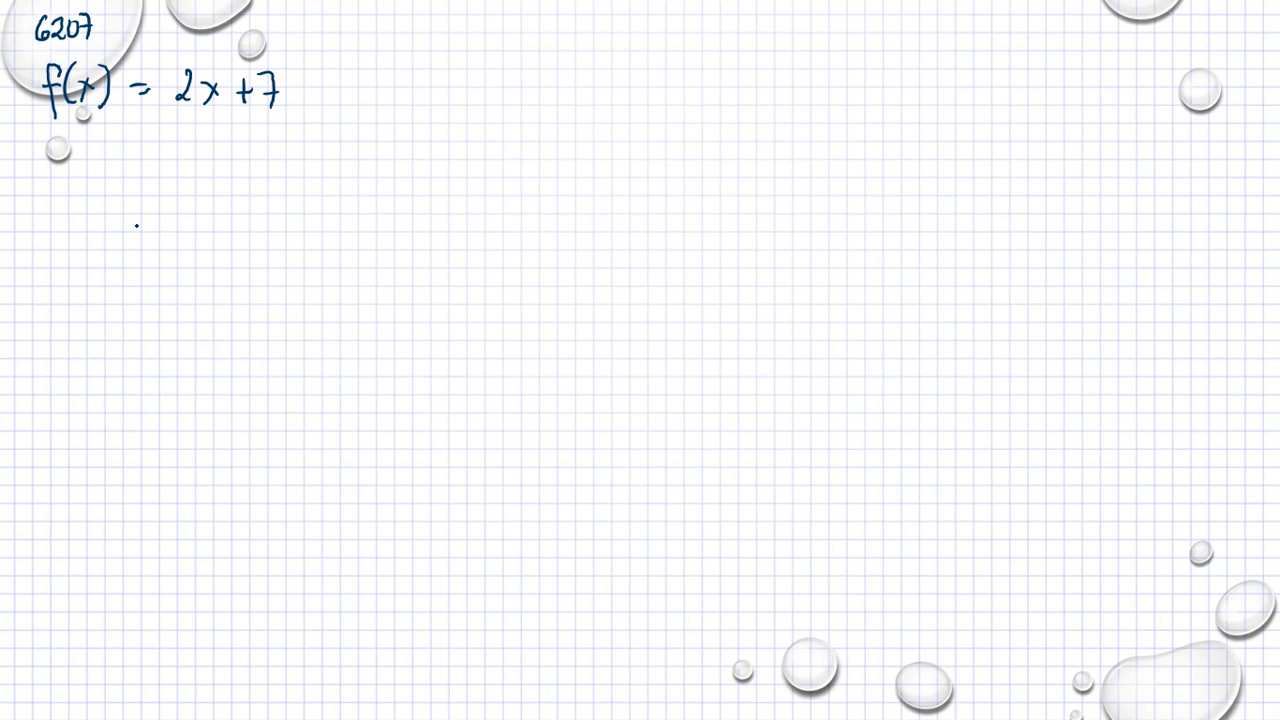 6207
f(x) = 2x +7